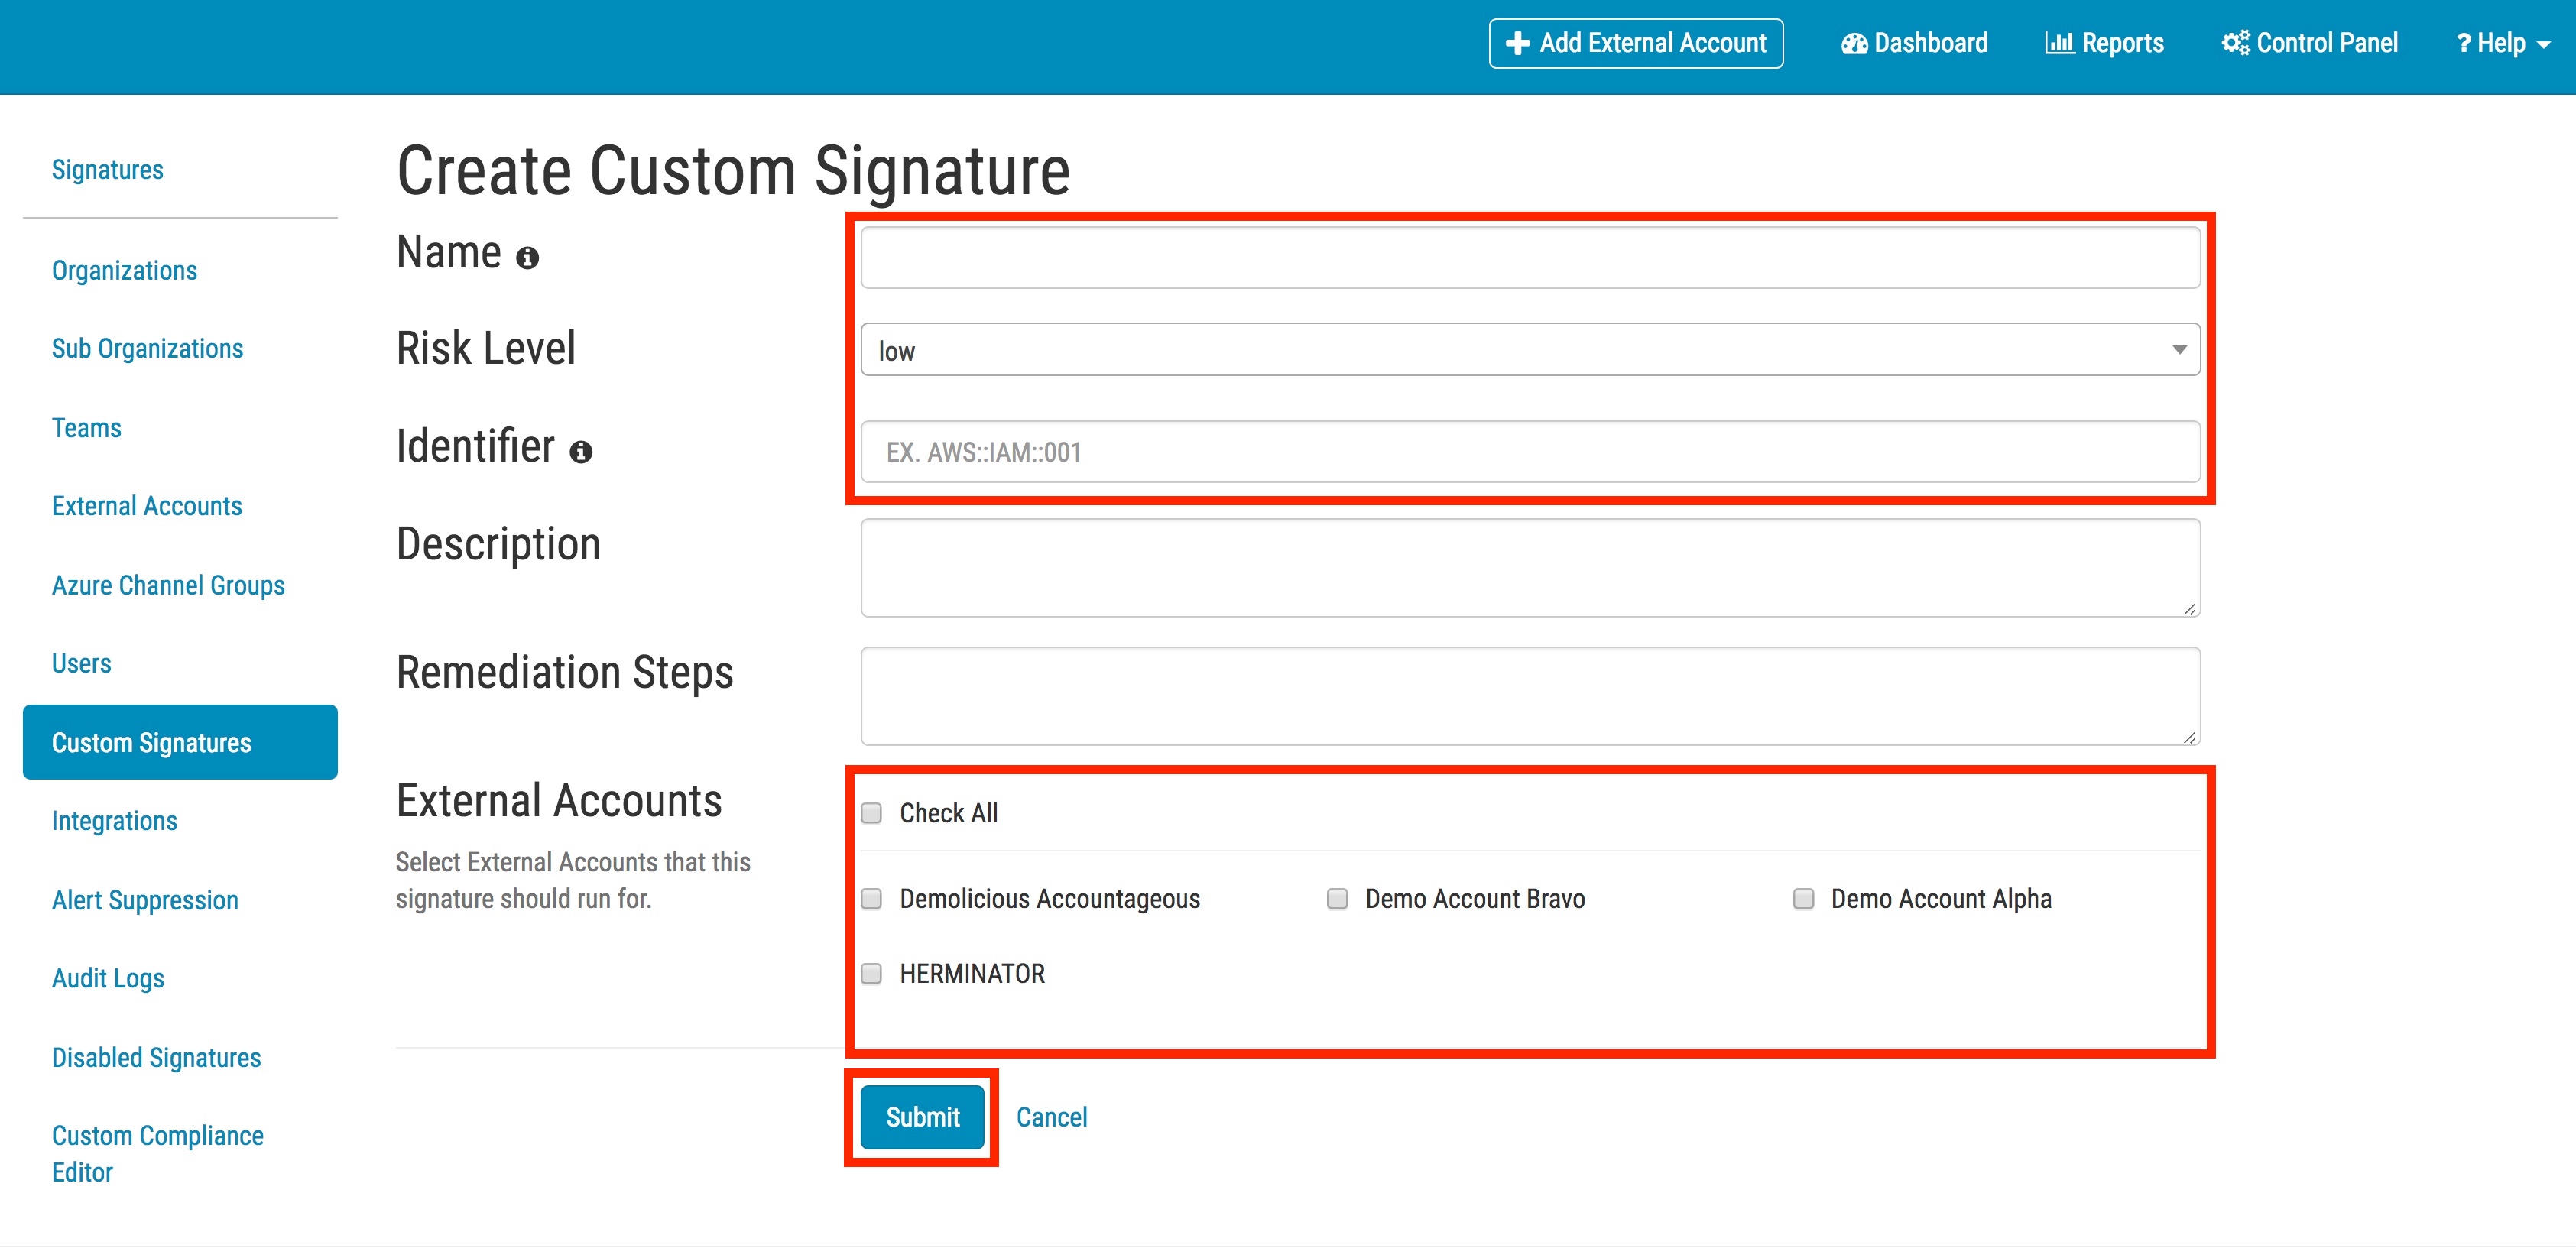 Add External Account
Dashboard
Reports
Control Panel
? Help
Signatures
Organizations
Sub Organizations
Teams
External Accounts
Azure Channel Groups
Users
Custom Signatures
Integrations
Alert Suppression
Audit Logs
Disabled Signatures
Custom Compliance
Editor
Create Custom Signature
Name
Risk Level
low
Identifier
EX. AWS::IAM::001
Description
Remediation Steps
External Accounts
Select External Accounts that this
signature should run for.
Check All
Demolicious Accountageous
Demo Account Bravo
Demo Account Alpha
HERMINATOR
Submit
Cancel